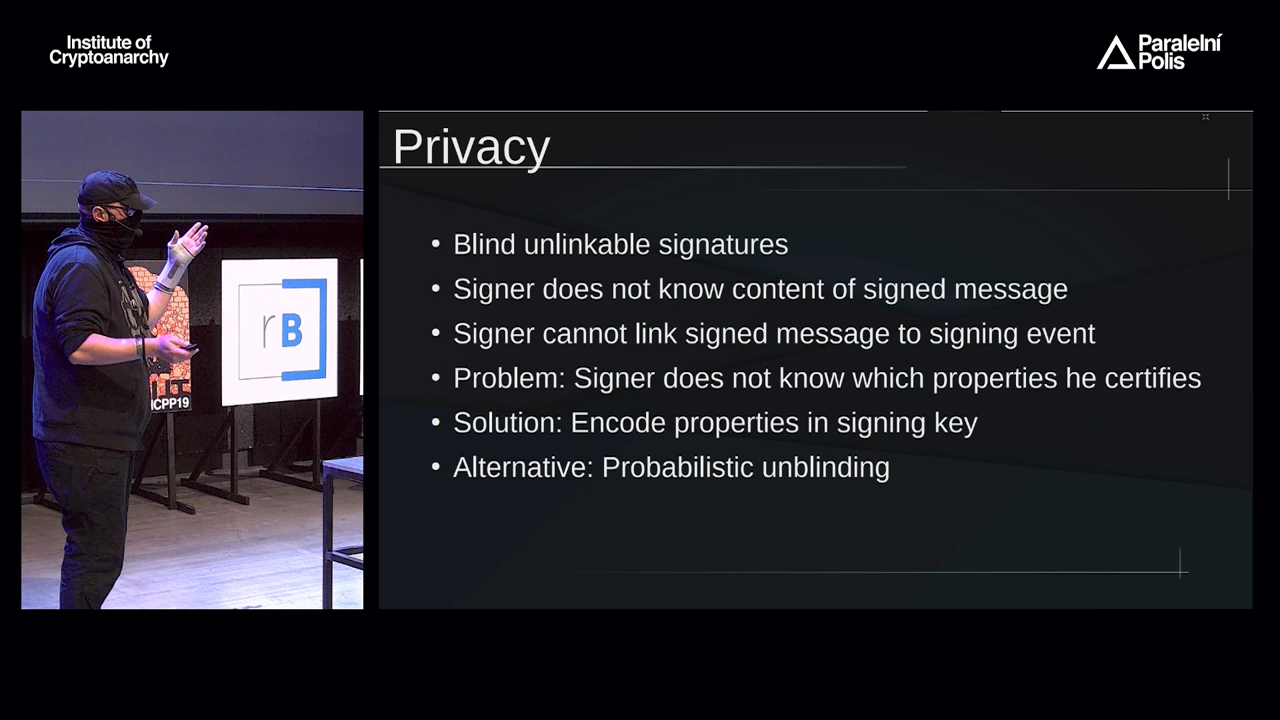 Institute of
Cryptoanarchy
Paralelní
Polis
Privacy
• Blind unlinkable signatures
• Signer does not know content of signed message
• Signer cannot link signed message to signing event
• Problem: Signer does not know which properties he certifies
• Solution: Encode properties in signing key
• Alternative: Probabilistic unblinding
rB